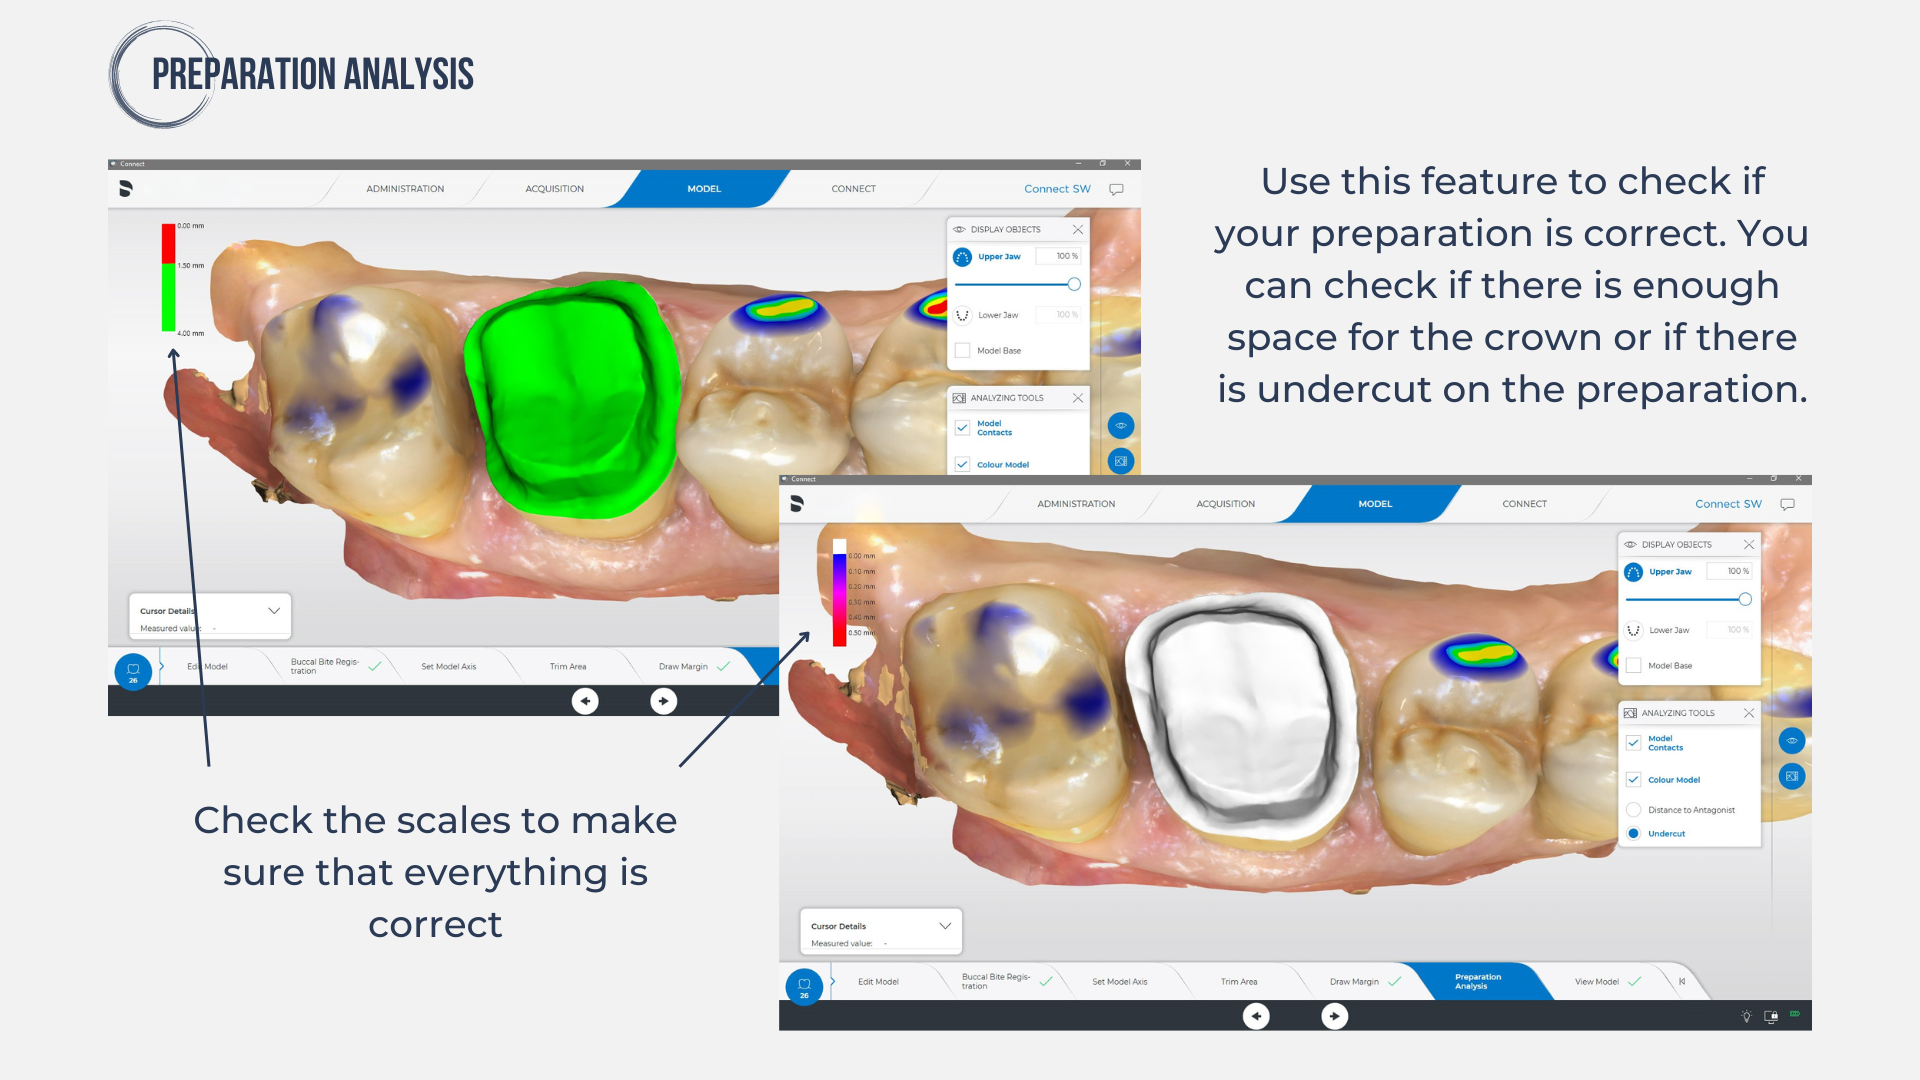 PREPARATION ANALYSIS
Connect
ADMINISTRATION
ACQUISITION
MODEL
CONNECT
Connect SW
0.00 mm
1.50 mm
4.00 mm
DISPLAY OBJECTS
Upper Jaw
100 %
Lower Jaw
100 %
Model Base
ANALYZING TOOLS
Model
Contacts
Colour Model
Cursor Details
Measured value: -
26
Edit Model
Buccal Bite Regis-
tration
Set Model Axis
Trim Area
Draw Margin
Use this feature to check if
your preparation is correct. You
can check if there is enough
space for the crown or if there
is undercut on the preparation.
Connect
ADMINISTRATION
ACQUISITION
MODEL
CONNECT
Connect SW
0.00 mm
0.10 mm
0.20 mm
0.30 mm
0.40 mm
0.50 mm
DISPLAY OBJECTS
Upper Jaw
100 %
Lower Jaw
100 %
Model Base
ANALYZING TOOLS
Model
Contacts
Colour Model
Distance to Antagonist
Undercut
Cursor Details
Measured value: -
26
Edit Model
Buccal Bite Regis-
tration
Set Model Axis
Trim Area
Draw Margin
Preparation
Analysis
View Model
Check the scales to make
sure that everything is
correct